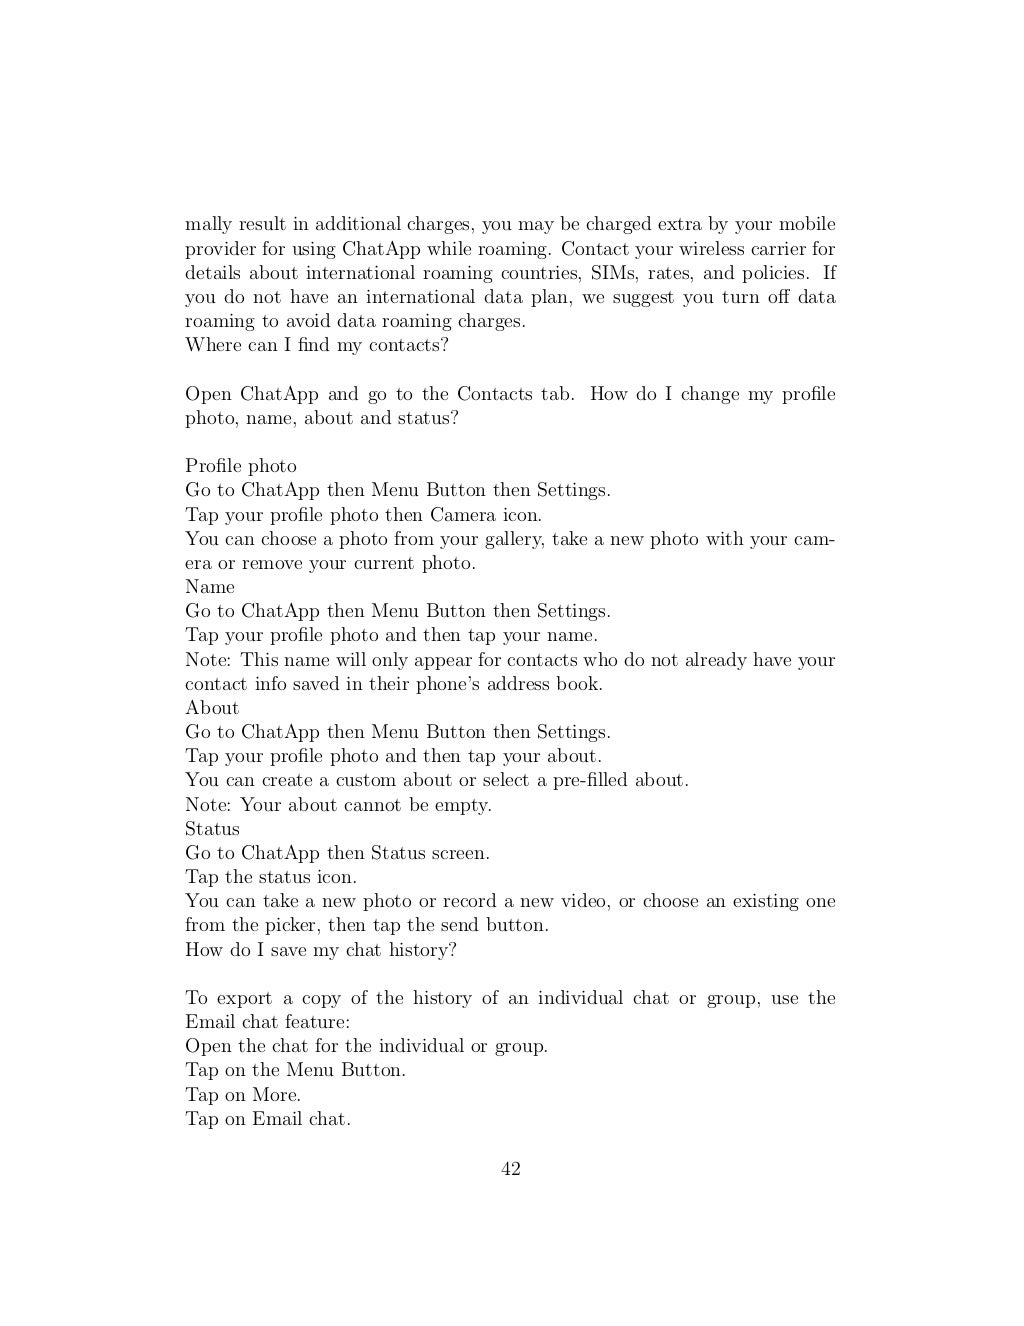 mally result in additional charges, you may be charged extra by your mobile
provider for using ChatApp while roaming. Contact your wireless carrier for
details about international roaming countries, SIMs, rates, and policies. If
you do not have an international data plan, we suggest you turn off data
roaming to avoid data roaming charges.
Where can I find my contacts?
Open ChatApp and go to the Contacts tab. How do I change my profile
photo, name, about and status?
Profile photo
Go to ChatApp then Menu Button then Settings.
Tap your profile photo then Camera icon.
You can choose a photo from your gallery, take a new photo with your cam-
era or remove your current photo.
Name
Go to ChatApp then Menu Button then Settings.
Tap your profile photo and then tap your name.
Note: This name will only appear for contacts who do not already have your
contact info saved in their phone's address book.
About
Go to ChatApp then Menu Button then Settings.
Tap your profile photo and then tap your about.
You can create a custom about or select a pre-filled about.
Note: Your about cannot be empty.
Status
Go to ChatApp then Status screen.
Tap the status icon.
You can take a new photo or record a new video, or choose an existing one
from the picker, then tap the send button.
How do I save my chat history?
To export a copy of the history of an individual chat or group, use the
Email chat feature:
Open the chat for the individual or group.
Tap on the Menu Button.
Tap on More.
Tap on Email chat.
42